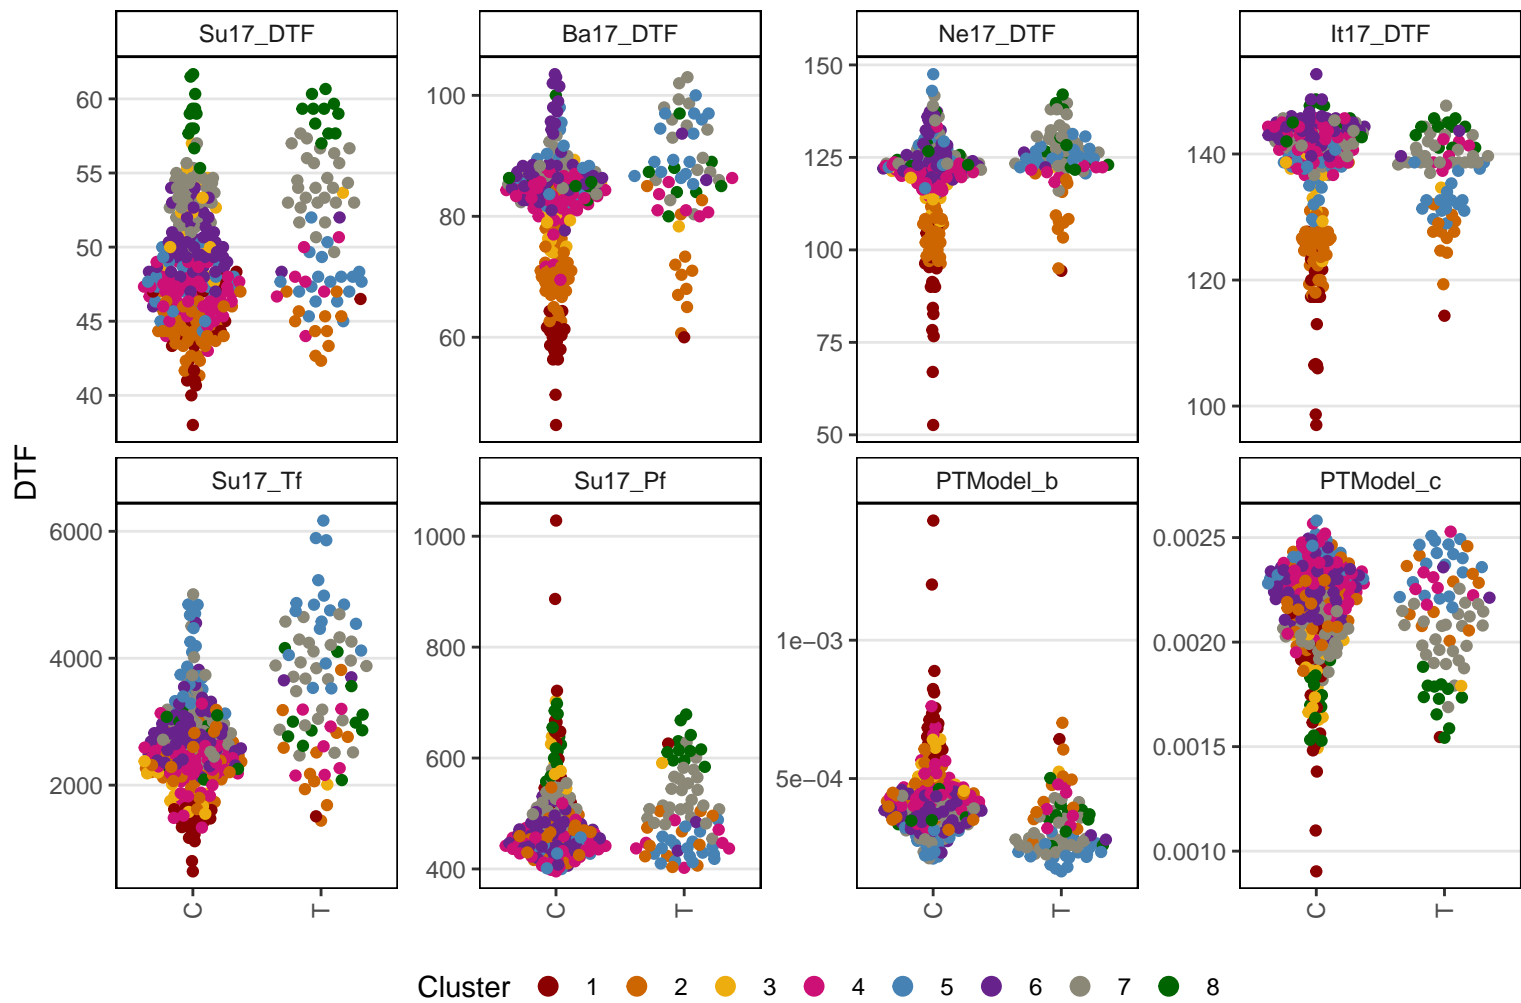 Su17_DTF
Ba17_DTF
Ne17_DTF
It17_DTF
60
55
50
45
40
100
80
60
150
125
100
75
50
140
120
100
DTF
Su17_Tf
Su17_Pf
PTModel_b
PTModel_c
6000
4000
2000
1000
800
600
400
1e−03
5e−04
0.0025
0.0020
0.0015
0.0010
C
T
C
T
C
T
C
T
Cluster 1 2 3 4 5 6 7 8